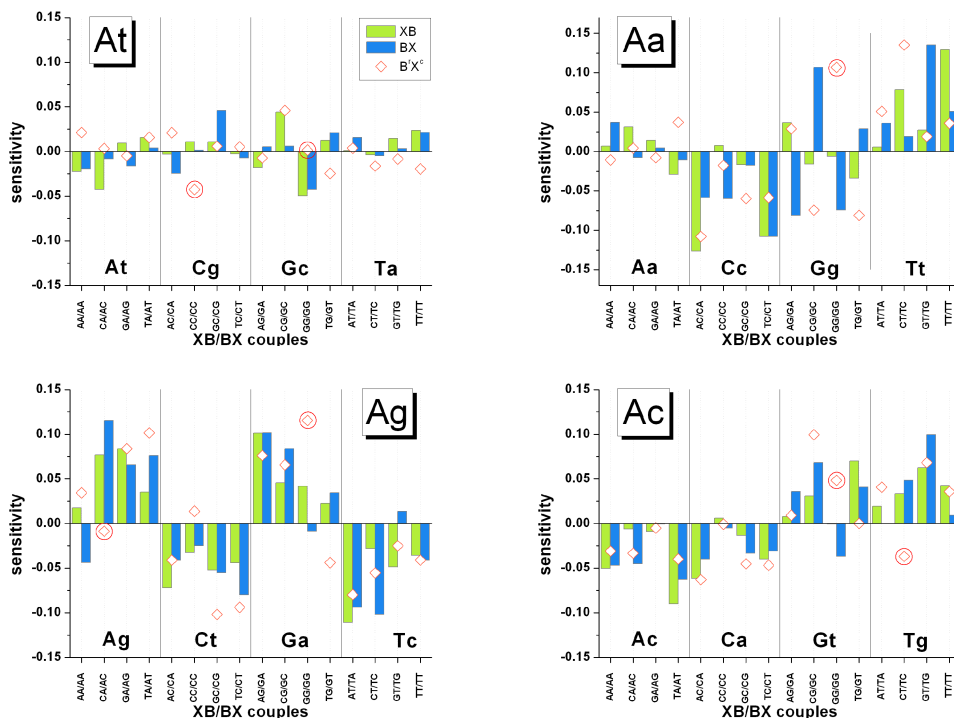 At
XB
BX
BʳXᶜ
sensitivity
0.15
0.10
0.05
0.00
-0.05
-0.10
-0.15
At Cg Gc Ta
AA/AA CA/AC GA/AG TA/AT AC/CA CC/CC GC/CG TC/CT AG/GA CG/GC GG/GG TG/GT AT/TA CT/TC GT/TG TT/TT
XB/BX couples
Aa
sensitivity
0.15
0.10
0.05
0.00
-0.05
-0.10
-0.15
Aa Cc Gg Tt
AA/AA CA/AC GA/AG TA/AT AC/CA CC/CC GC/CG TC/CT AG/GA CG/GC GG/GG TG/GT AT/TA CT/TC GT/TG TT/TT
XB/BX couples
Ag
sensitivity
0.15
0.10
0.05
0.00
-0.05
-0.10
-0.15
Ag Ct Ga Tc
AA/AA CA/AC GA/AG TA/AT AC/CA CC/CC GC/CG TC/CT AG/GA CG/GC GG/GG TG/GT AT/TA CT/TC GT/TG TT/TT
XB/BX couples
Ac
sensitivity
0.15
0.10
0.05
0.00
-0.05
-0.10
-0.15
Ac Ca Gt Tg
AA/AA CA/AC GA/AG TA/AT AC/CA CC/CC GC/CG TC/CT AG/GA CG/GC GG/GG TG/GT AT/TA CT/TC GT/TG TT/TT
XB/BX couples